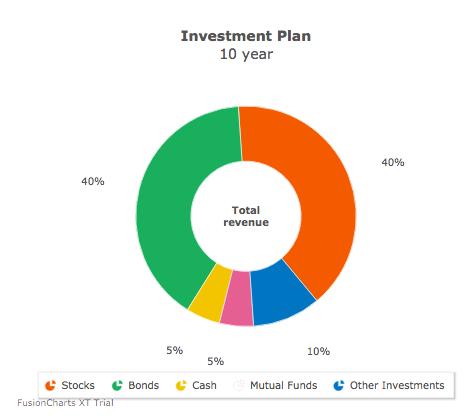 Investment Plan
10 year
40%
40%
Total
revenue
5%
5%
10%
Stocks Bonds Cash Mutual Funds Other Investments
FusionCharts XT Trial